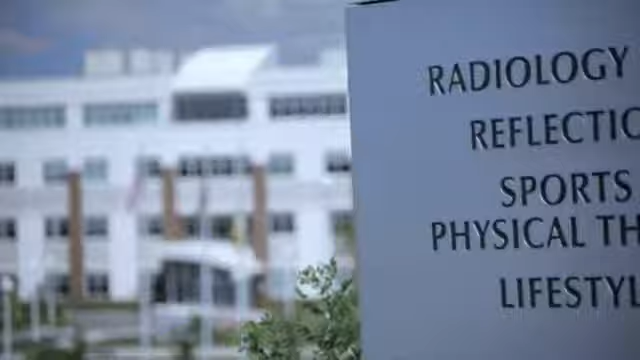 RADIOLOGY
REFLECTIO
SPORTS
PHYSICAL TH
LIFESTYL